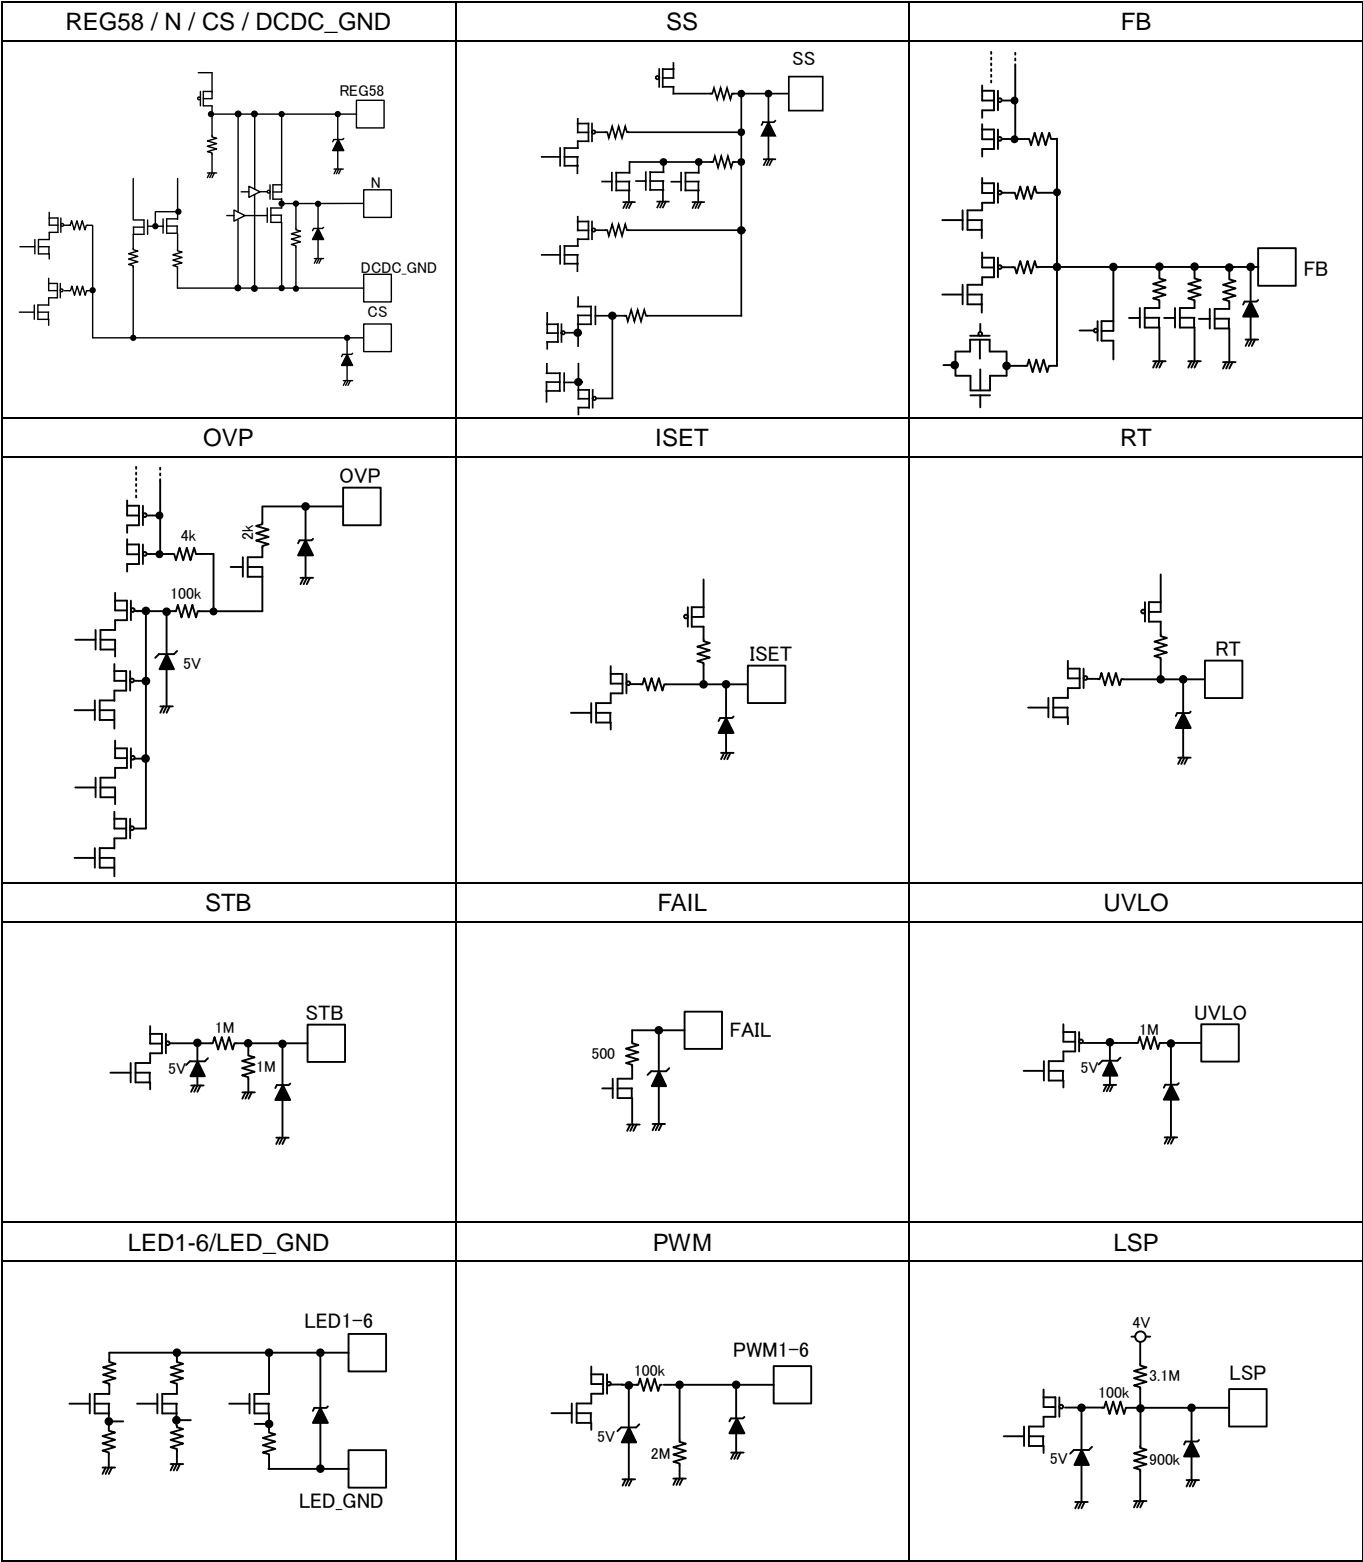 REG58 / N / CS / DCDC_GND
SS
FB
REG58
N
DCDC_GND
CS
SS
FB
OVP
ISET
RT
OVP
2k
4k
100k
5V
ISET
RT
STB
FAIL
UVLO
STB
1M
5V
1M
FAIL
500
UVLO
1M
5V
LED1-6/LED_GND
PWM
LSP
LED1-6
LED_GND
PWM1-6
100k
5V
2M
4V
3.1M
LSP
100k
5V
900k